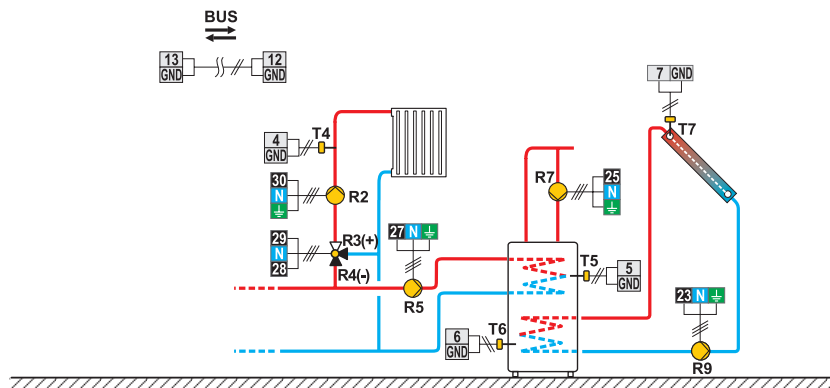 BUS
13
GND
12
GND
7 GND
T7
4
GND
T4
30
N
R2
R7
25
N
27 N
29
N
28
R3(+)
R4(-)
R5
T5
5
GND
23 N
6
GND
T6
R9